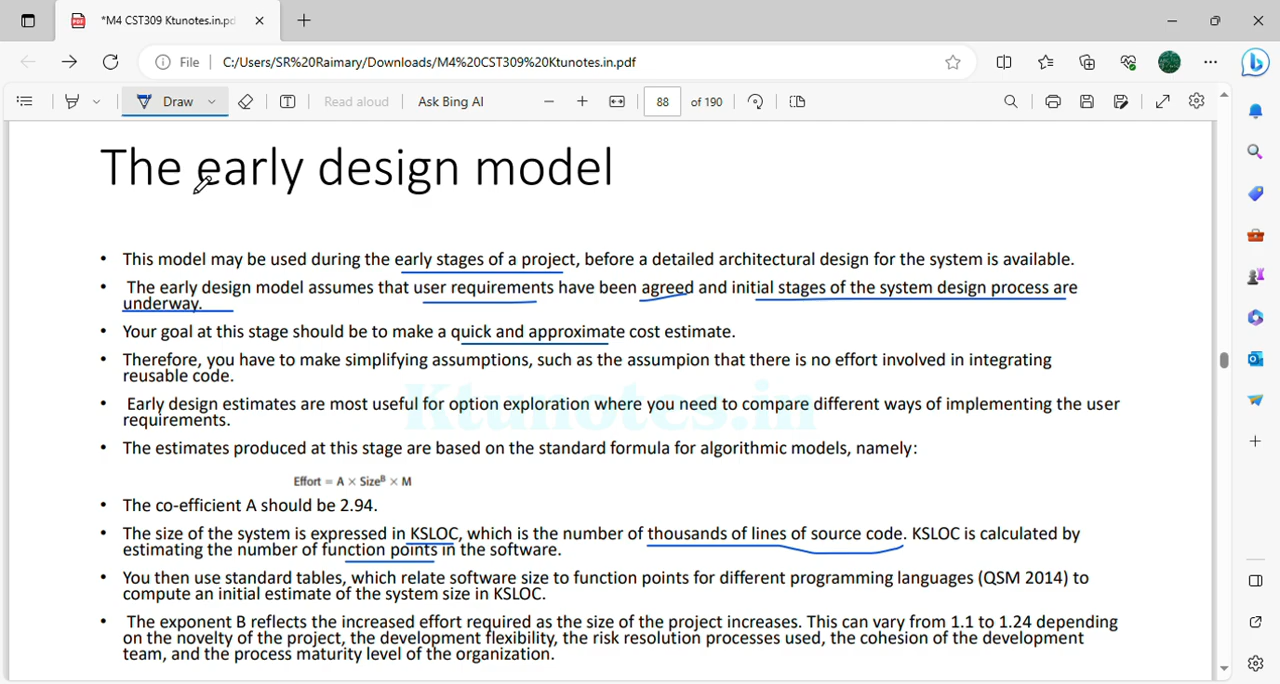 *M4 CST309 Ktunotes.in.pd
File
C:/Users/SR%20Raimary/Downloads/M4%20CST309%20Ktunotes.in.pdf
Draw
Read aloud
Ask Bing AI
88 of 190
The early design model
• This model may be used during the early stages of a project, before a detailed architectural design for the system is available.
• The early design model assumes that user requirements have been agreed and initial stages of the system design process are
underway.
• Your goal at this stage should be to make a quick and approximate cost estimate.
• Therefore, you have to make simplifying assumptions, such as the assumpion that there is no effort involved in integrating
reusable code.
Ktunotes.in
• Early design estimates are most useful for option exploration where you need to compare different ways of implementing the user
requirements.
• The estimates produced at this stage are based on the standard formula for algorithmic models, namely:
Effort = A × Sizeᴮ × M
• The co-efficient A should be 2.94.
• The size of the system is expressed in KSLOC, which is the number of thousands of lines of source code. KSLOC is calculated by
estimating the number of function points in the software.
• You then use standard tables, which relate software size to function points for different programming languages (QSM 2014) to
compute an initial estimate of the system size in KSLOC.
• The exponent B reflects the increased effort required as the size of the project increases. This can vary from 1.1 to 1.24 depending
on the novelty of the project, the development flexibility, the risk resolution processes used, the cohesion of the development
team, and the process maturity level of the organization.